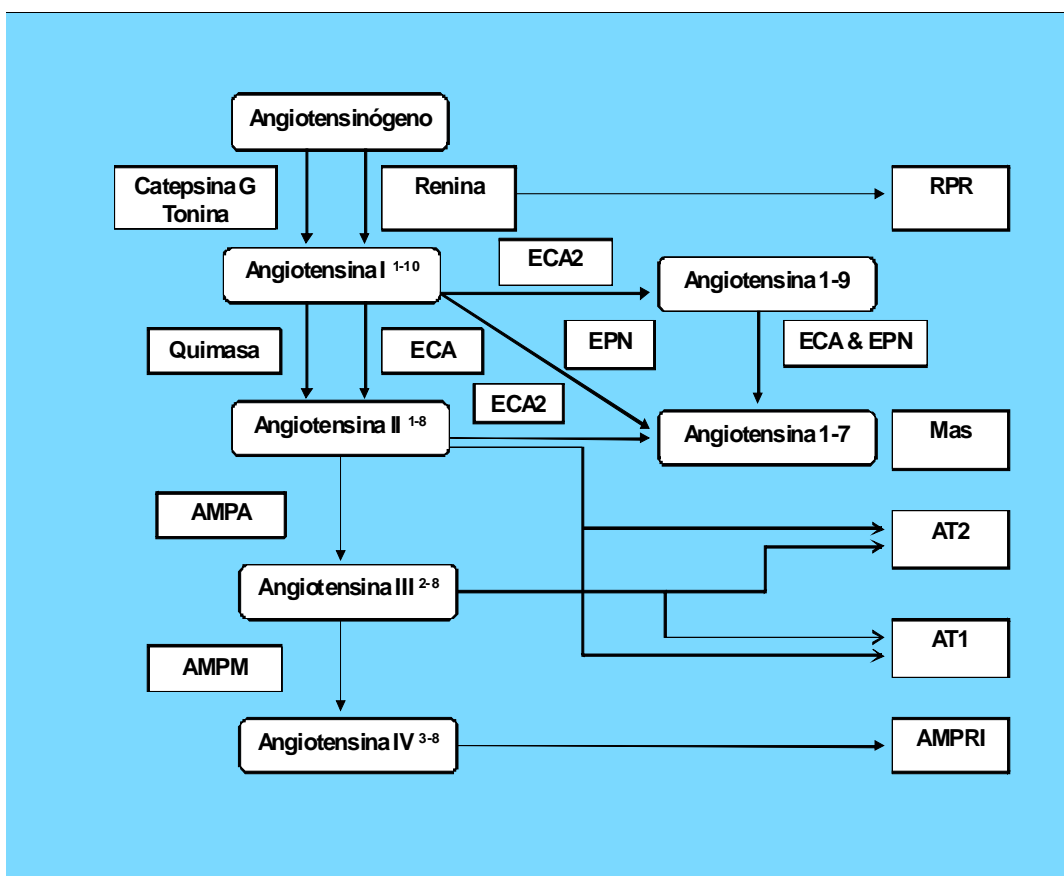 Angiotensinógeno
Catepsina G
Tonina
Renina
RPR
Angiotensina I 1-10
ECA2
Angiotensina 1-9
Quimasa
ECA
EPN
ECA & EPN
ECA2
Angiotensina II 1-8
Angiotensina 1-7
Mas
AMPA
AT2
Angiotensina III 2-8
AT1
AMPM
Angiotensina IV 3-8
AMPRI